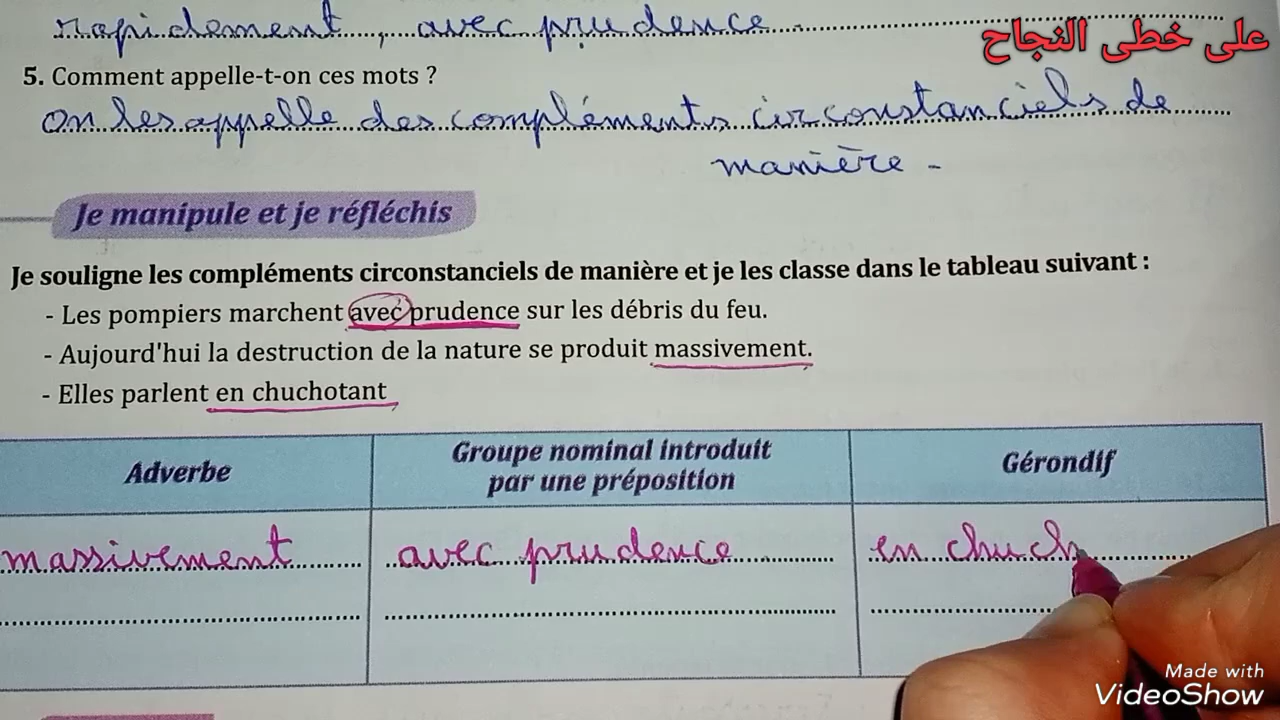 rapidement, avec prudence.
على خطى النجاح
5. Comment appelle-t-on ces mots ?
On les appelle des compléments circonstanciels de
manière -
Je manipule et je réfléchis
Je souligne les compléments circonstanciels de manière et je les classe dans le tableau suivant :
- Les pompiers marchent avec prudence sur les débris du feu.
- Aujourd'hui la destruction de la nature se produit massivement.
- Elles parlent en chuchotant
Adverbe
Groupe nominal introduit
par une préposition
Gérondif
massivement
avec prudence
en chuch
Made with
VideoShow